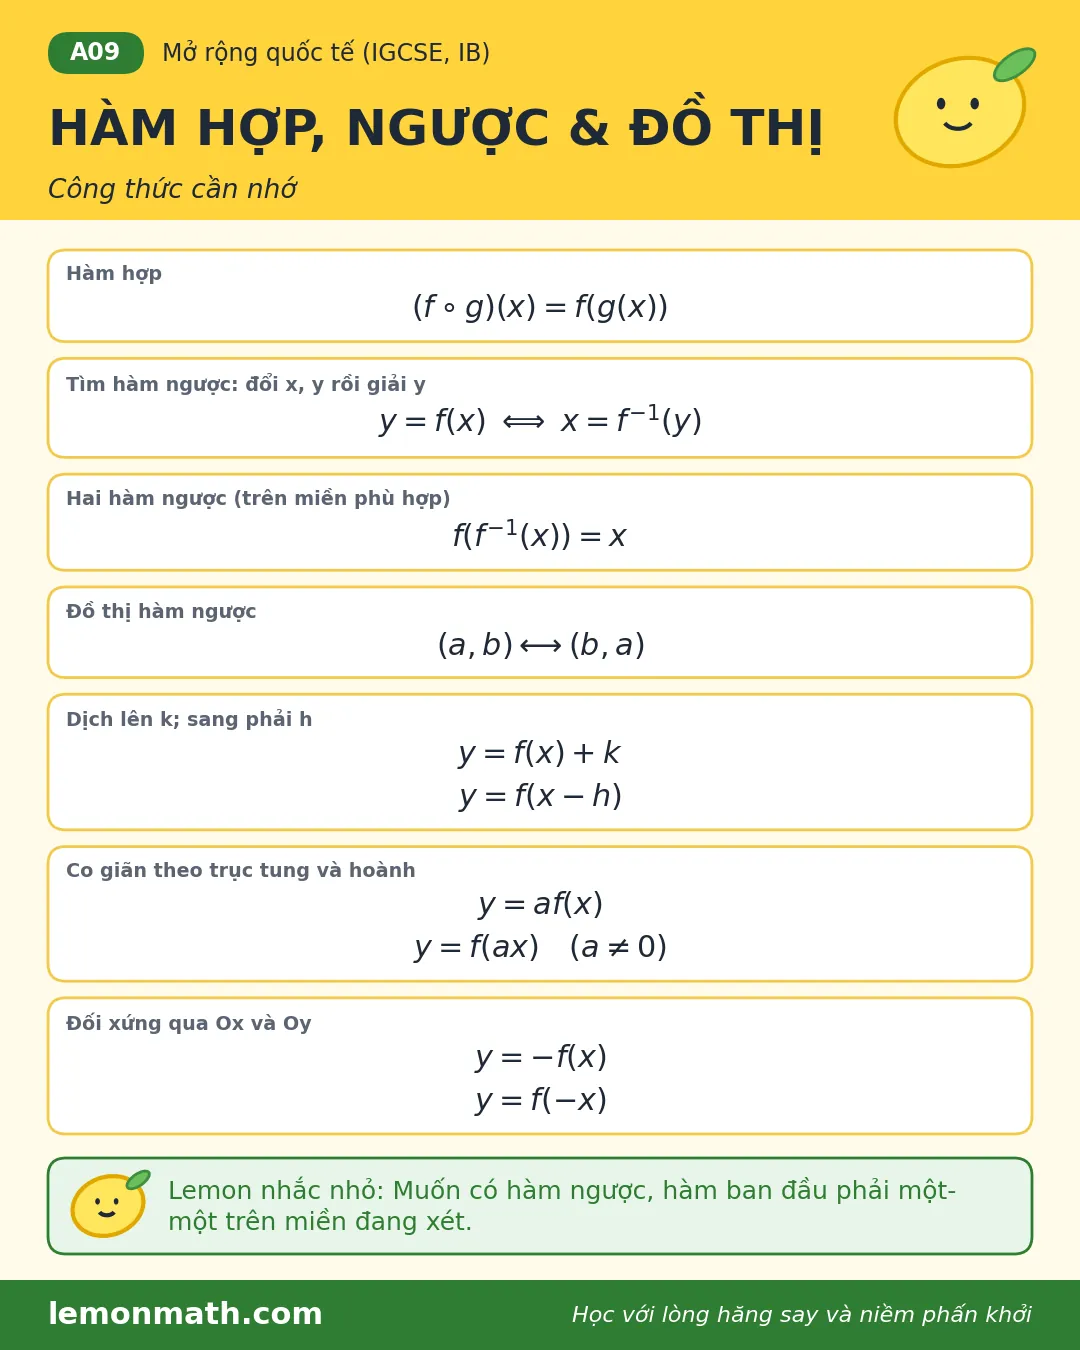 A09 Mở rộng quốc tế (IGCSE, IB)
HÀM HỢP, NGƯỢC & ĐỒ THỊ
Công thức cần nhớ
Hàm hợp
(f ∘ g)(x) = f(g(x))
Tìm hàm ngược: đổi x, y rồi giải y
y = f(x) ⟺ x = f⁻¹(y)
Hai hàm ngược (trên miền phù hợp)
f(f⁻¹(x)) = x
Đồ thị hàm ngược
(a, b) ⟷ (b, a)
Dịch lên k; sang phải h
y = f(x) + k
y = f(x − h)
Co giãn theo trục tung và hoành
y = af(x)
y = f(ax) (a ≠ 0)
Đối xứng qua Ox và Oy
y = −f(x)
y = f(−x)
Lemon nhắc nhỏ: Muốn có hàm ngược, hàm ban đầu phải một-
một trên miền đang xét.
lemonmath.com
Học với lòng hăng say và niềm phấn khởi